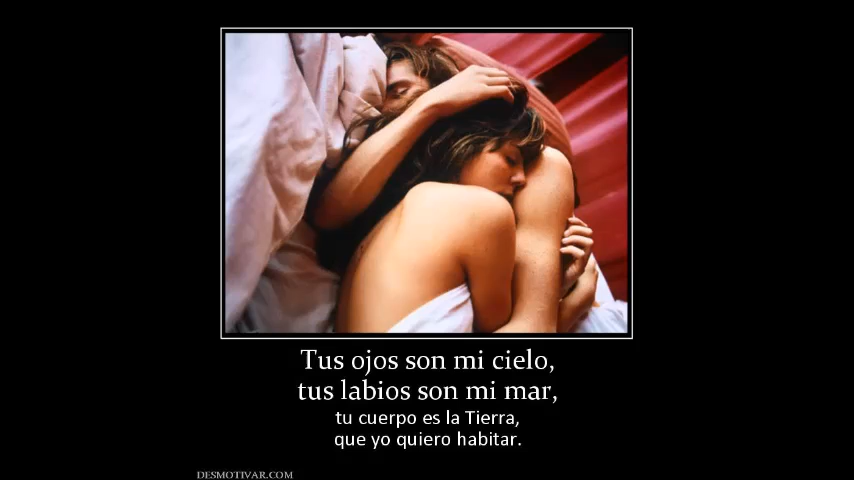 Tus ojos son mi cielo,
tus labios son mi mar,
tu cuerpo es la Tierra,
que yo quiero habitar.
DESMOTIVAR.COM